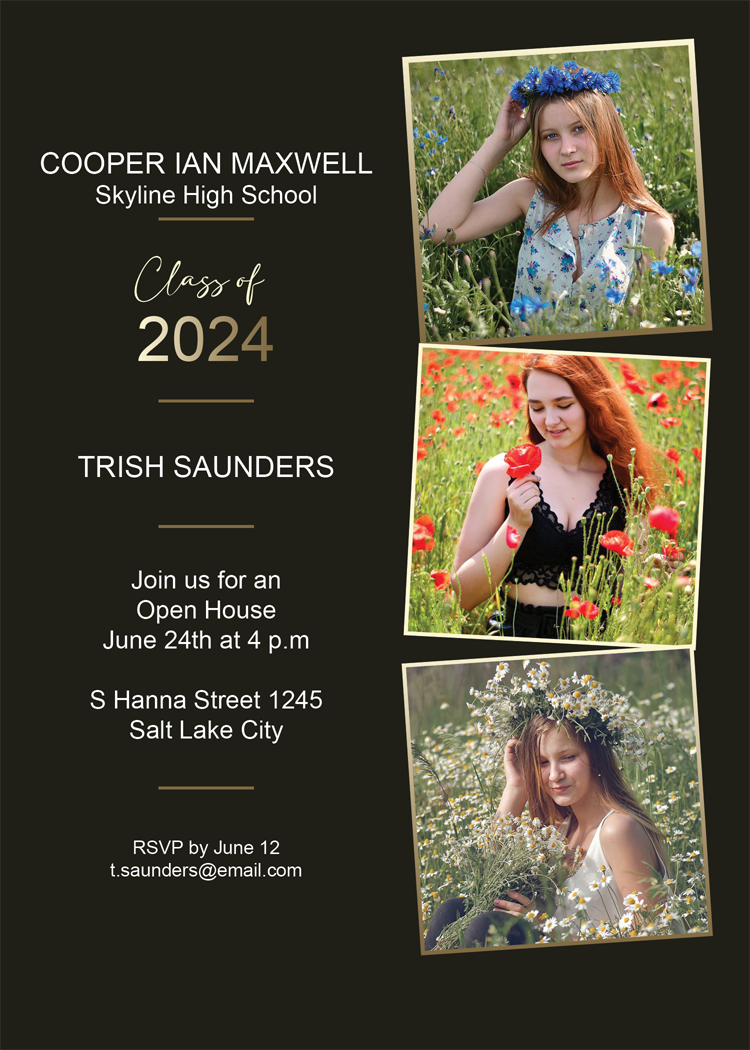 COOPER IAN MAXWELL
Skyline High School
Class of
2024
TRISH SAUNDERS
Join us for an
Open House
June 24th at 4 p.m
S Hanna Street 1245
Salt Lake City
RSVP by June 12
t.saunders@email.com